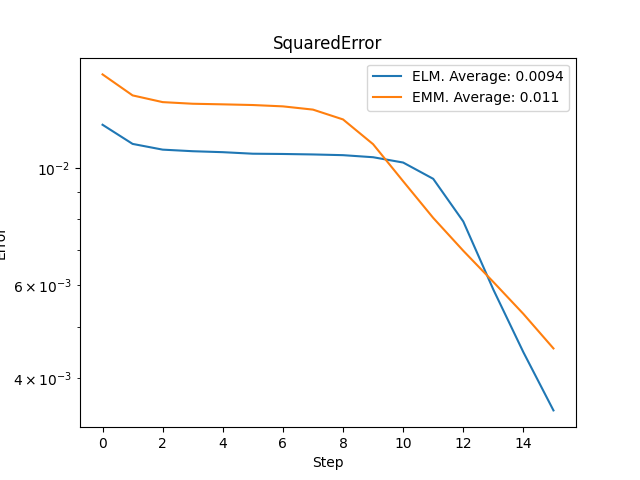 SquaredError
ELM. Average: 0.0094
EMM. Average: 0.011
10⁻²
6 × 10⁻³
4 × 10⁻³
Error
0 2 4 6 8 10 12 14
Step